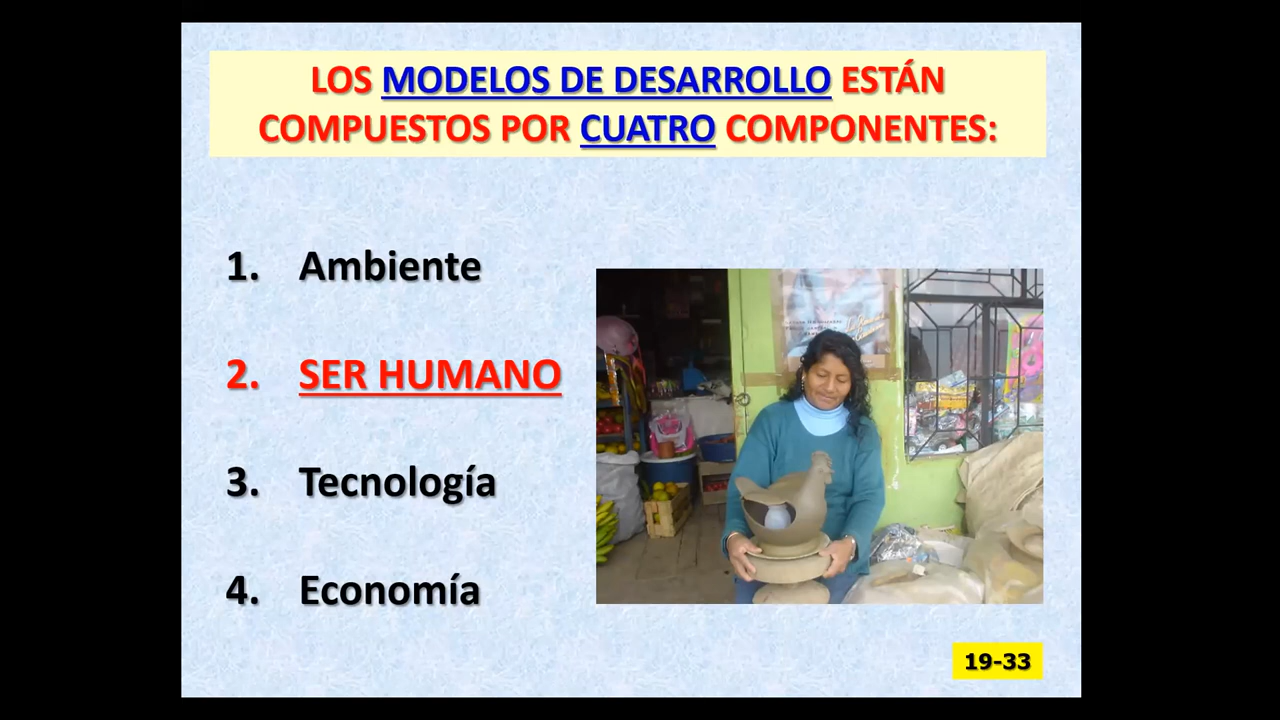 LOS MODELOS DE DESARROLLO ESTÁN
COMPUESTOS POR CUATRO COMPONENTES:
1. Ambiente
2. SER HUMANO
3. Tecnología
4. Economía
19-33